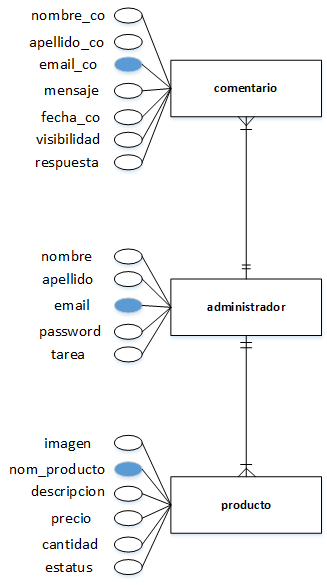 nombre_co
apellido_co
email_co
mensaje
fecha_co
visibilidad
respuesta
comentario
nombre
apellido
email
password
tarea
administrador
imagen
nom_producto
descripcion
precio
cantidad
estatus
producto